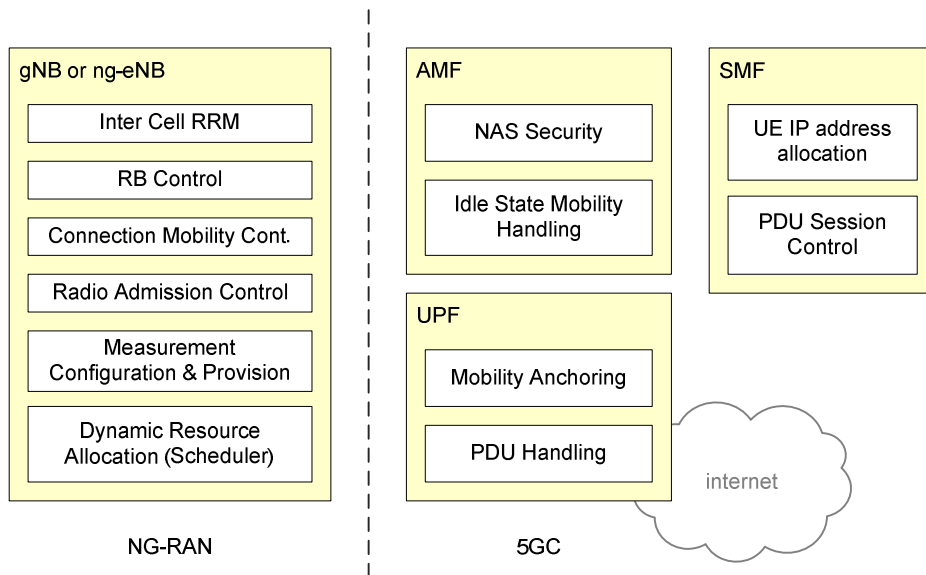 gNB or ng-eNB
Inter Cell RRM
RB Control
Connection Mobility Cont.
Radio Admission Control
Measurement
Configuration & Provision
Dynamic Resource
Allocation (Scheduler)
NG-RAN
AMF
NAS Security
Idle State Mobility
Handling
SMF
UE IP address
allocation
PDU Session
Control
UPF
Mobility Anchoring
PDU Handling
internet
5GC